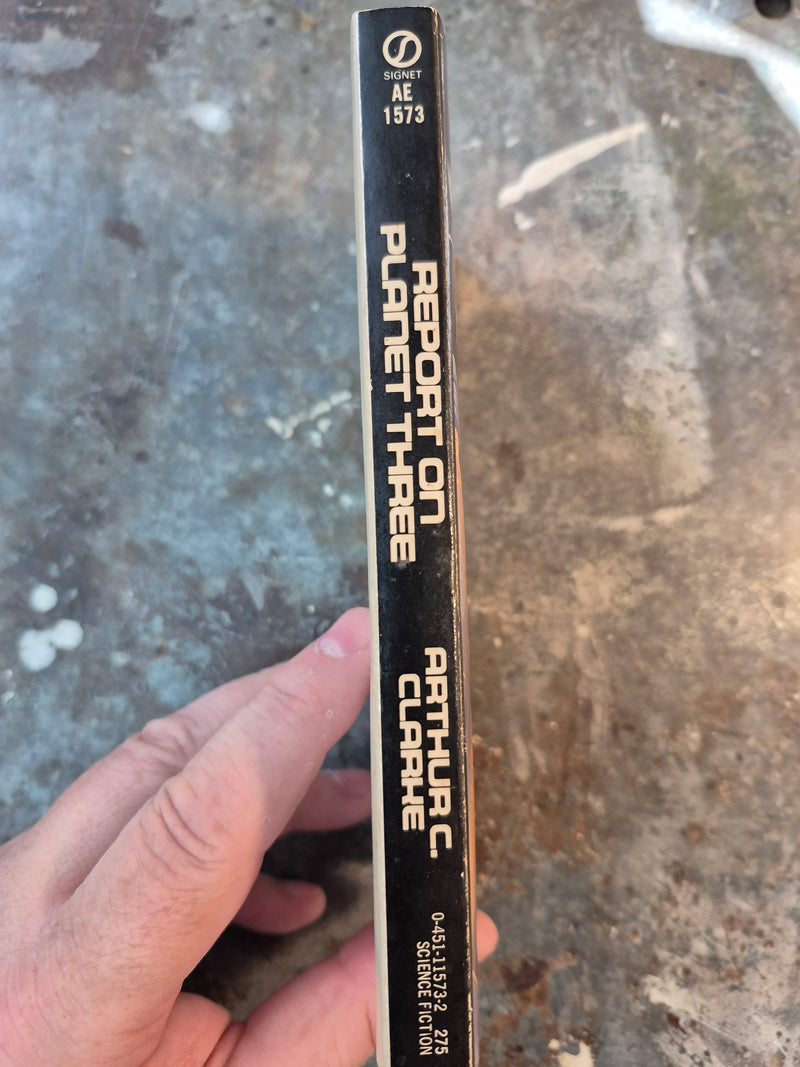 SIGNET
AE
1573
REPORT ON
PLANET THREE
ARTHUR C.
CLARKE
0-451-11573-2 275
SCIENCE FICTION